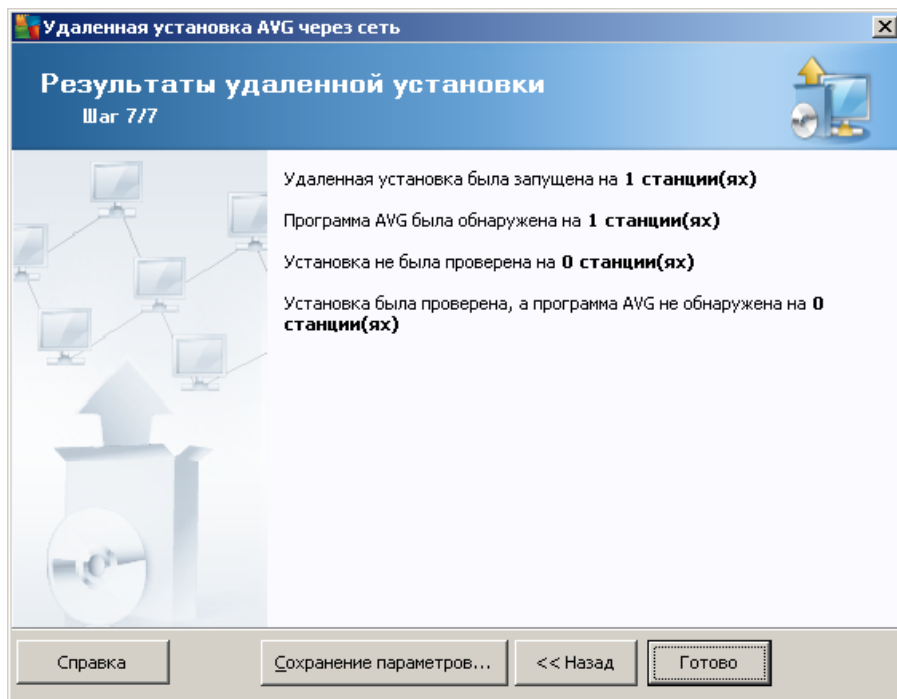 Удаленная установка AVG через сеть
Результаты удаленной установки
Шаг 7/7
Удаленная установка была запущена на 1 станции(ях)
Программа AVG была обнаружена на 1 станции(ях)
Установка не была проверена на 0 станции(ях)
Установка была проверена, а программа AVG не обнаружена на 0
станции(ях)
Справка
Сохранение параметров...
<< Назад
Готово